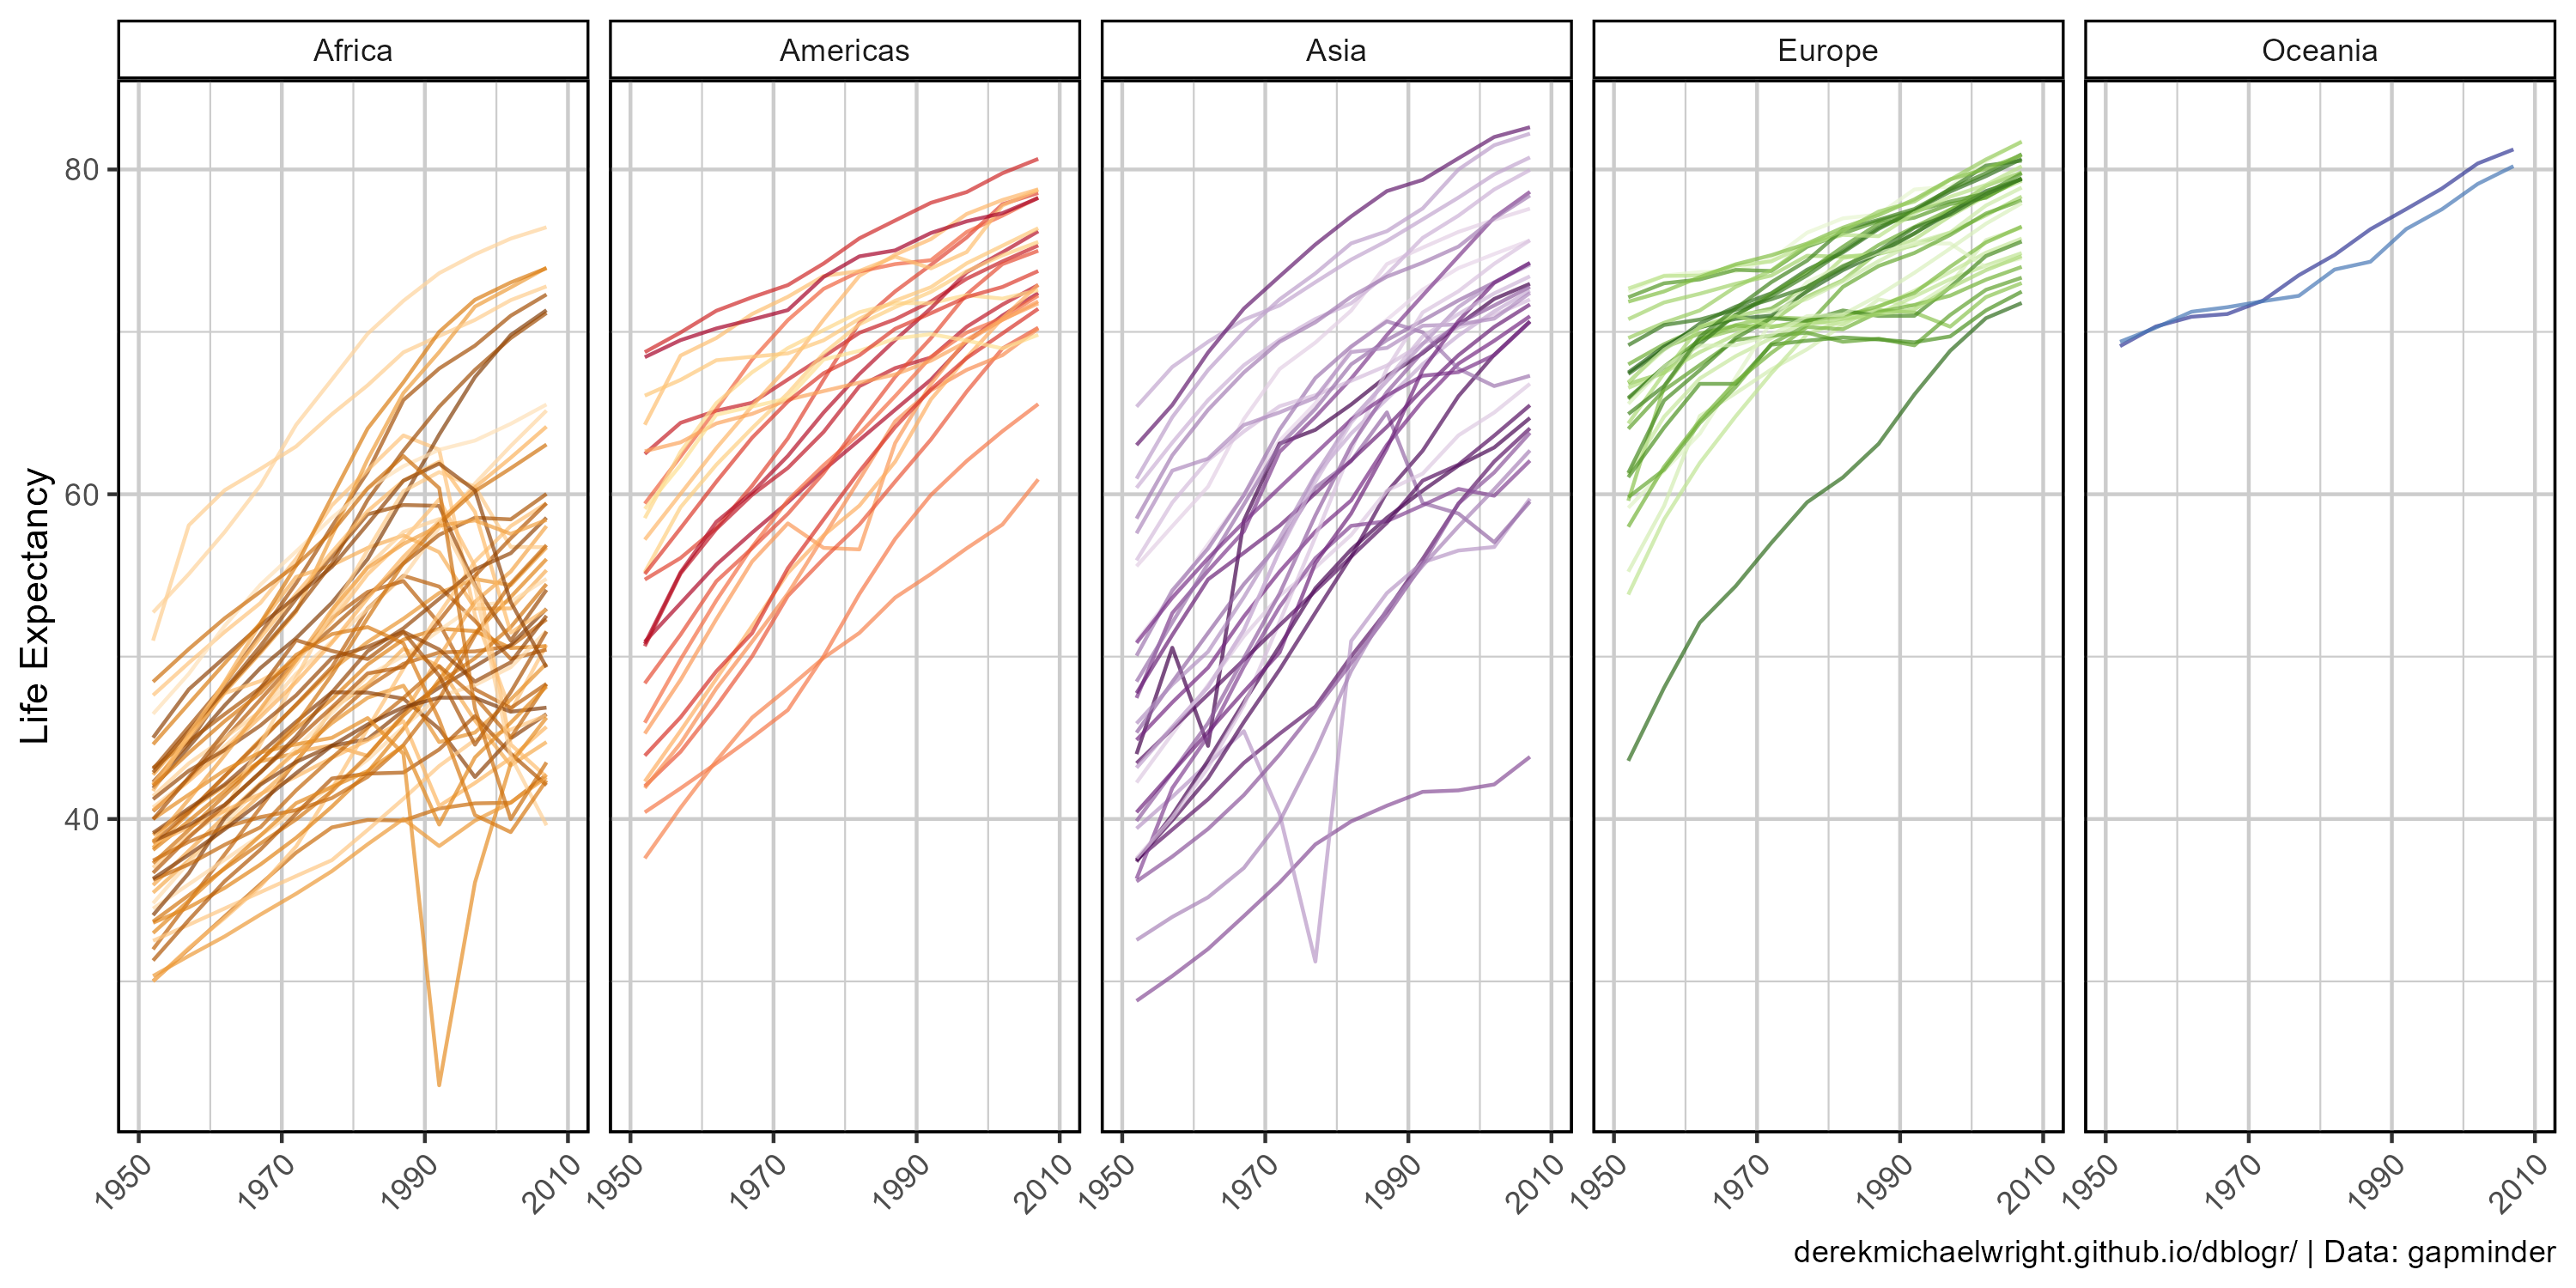 Africa Americas Asia Europe Oceania
Life Expectancy
80
60
40
1950 1970 1990 2010 1950 1970 1990 2010 1950 1970 1990 2010 1950 1970 1990 2010 1950 1970 1990 2010
derekmichaelwright.github.io/dblogr/ | Data: gapminder